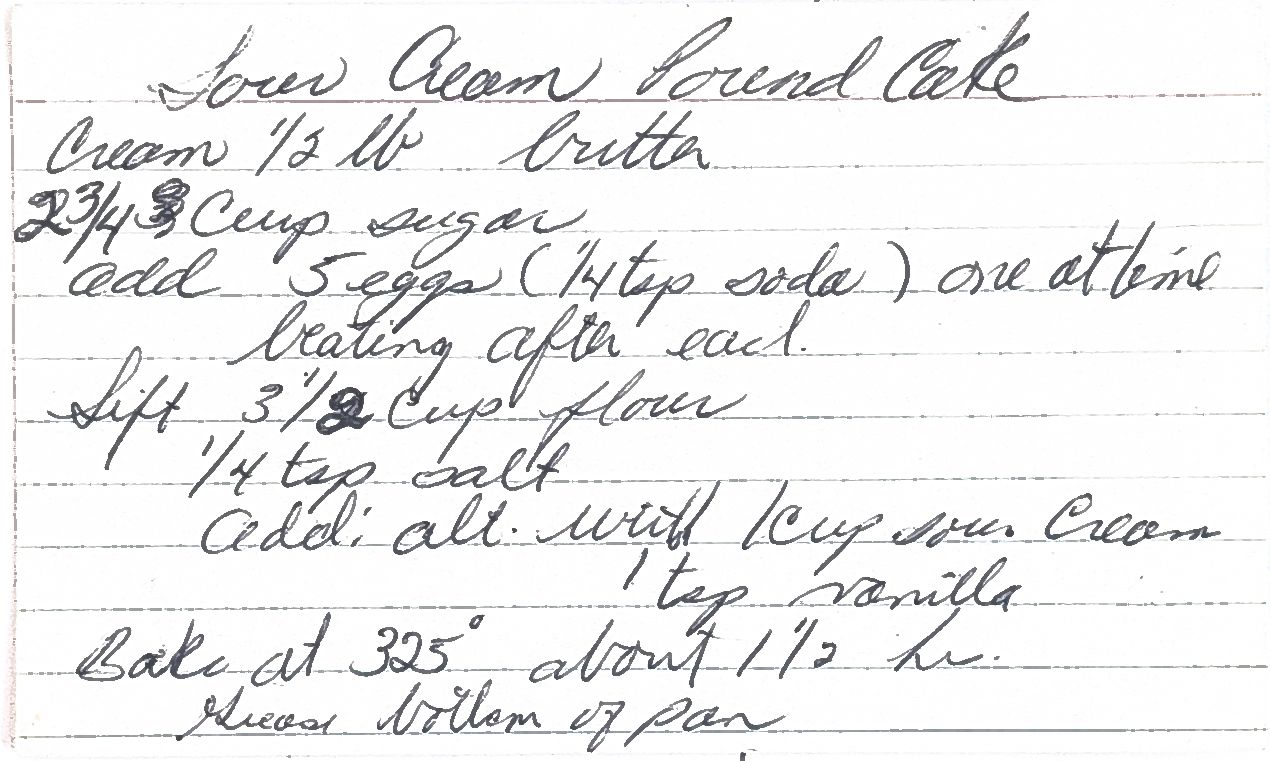 Sour Cream Pound Cake
Cream 1/2 lb butter
2 3/4 Cup sugar
add 5 eggs (1/4 tsp soda) one at time
beating after each.
Sift 3 1/2 Cup flour
1/4 tsp salt
Add: alt. with 1 cup sour Cream
1 tsp vanilla
Bake at 325° about 1 1/2 hr.
Grease bottom of pan